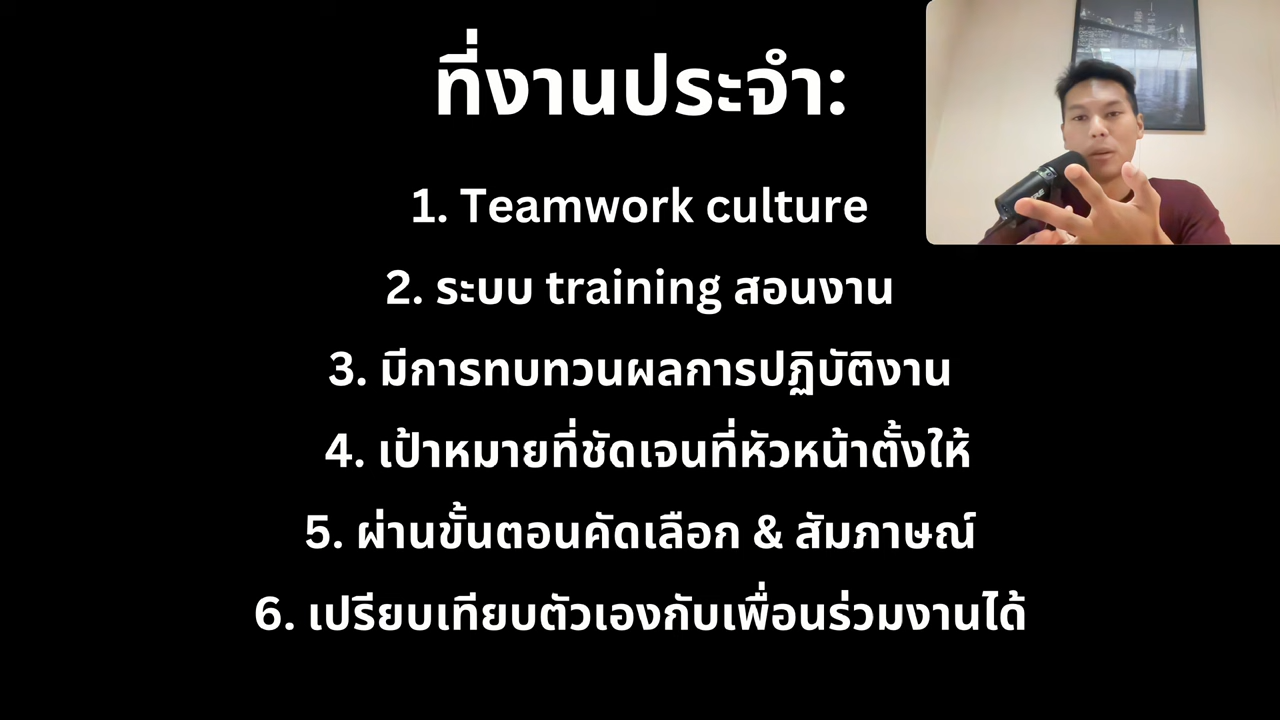 ที่งานประจำ:
1. Teamwork culture
2. ระบบ training สอนงาน
3. มีการทบทวนผลการปฏิบัติงาน
4. เป้าหมายที่ชัดเจนที่หัวหน้าตั้งให้
5. ผ่านขั้นตอนคัดเลือก & สัมภาษณ์
6. เปรียบเทียบตัวเองกับเพื่อนร่วมงานได้